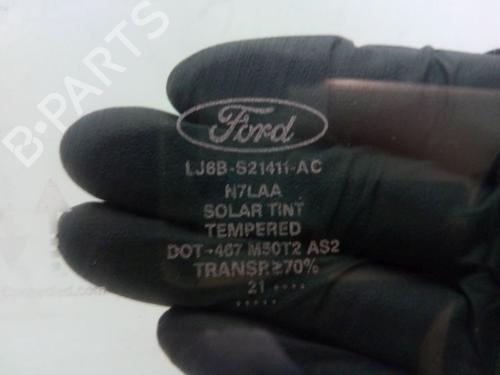 B-PARTS
Ford
LJ6B-S21411-AC
N7LAA
SOLAR TINT
TEMPERED
DOT-467 M50T2 AS2
TRANSP.≥70%
21 ....
.....